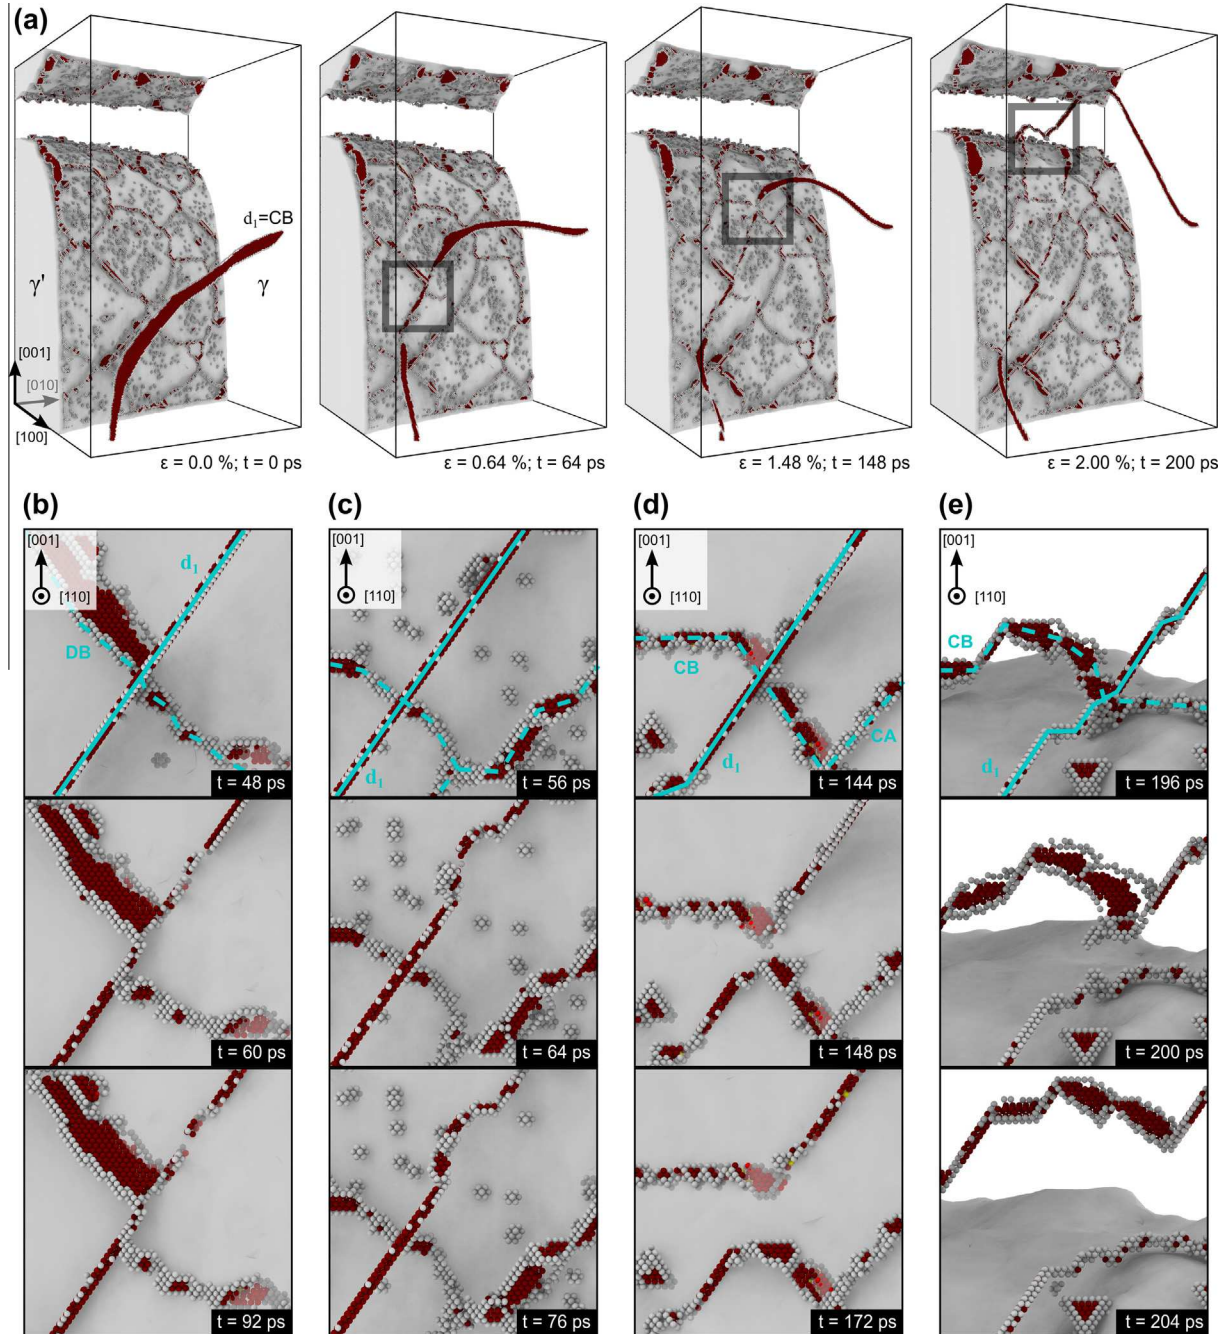 (a)
d₁=CB
γ'
γ
[001]
[010]
[100]
ε = 0.0 %; t = 0 ps
ε = 0.64 %; t = 64 ps
ε = 1.48 %; t = 148 ps
ε = 2.00 %; t = 200 ps
(b)
(c)
(d)
(e)
[001]
[110]
d₁
DB
t = 48 ps
[001]
[110]
d₁
t = 56 ps
[001]
[110]
CB
CA
d₁
t = 144 ps
[001]
[110]
CB
d₁
t = 196 ps
t = 60 ps
t = 64 ps
t = 148 ps
t = 200 ps
t = 92 ps
t = 76 ps
t = 172 ps
t = 204 ps